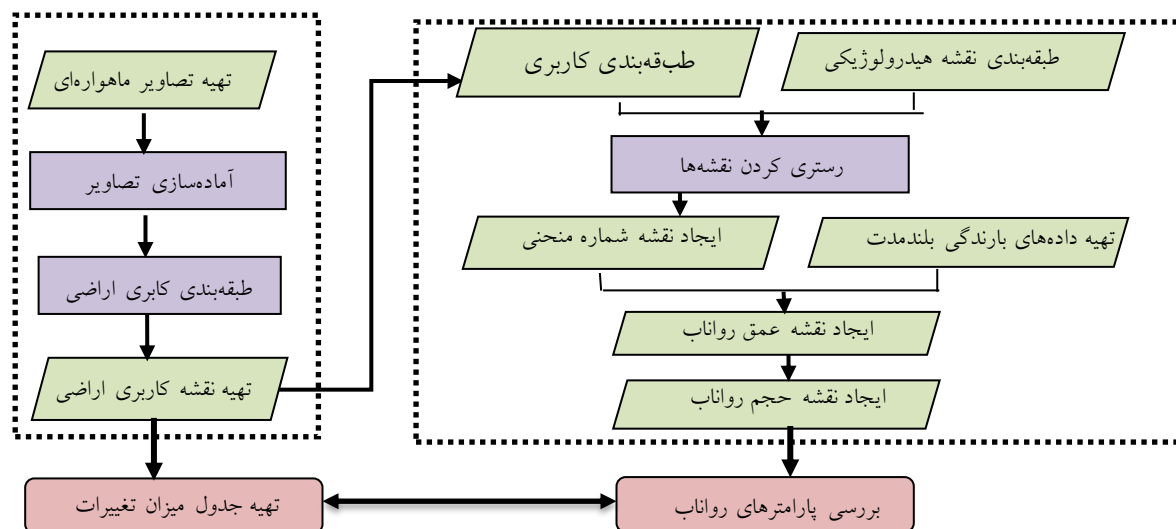 تهیه تصاویر ماهواره‌ای
آماده‌سازی تصاویر
طبقه‌بندی کابری اراضی
تهیه نقشه کاربری اراضی
تهیه جدول میزان تغییرات
طب‌قه‌بندی کاربری
طبقه‌بندی نقشه هیدرولوژیکی
رستری کردن نقشه‌ها
ایجاد نقشه شماره منحنی
تهیه داده‌های بارندگی بلندمدت
ایجاد نقشه عمق رواناب
ایجاد نقشه حجم رواناب
بررسی پارامترهای رواناب